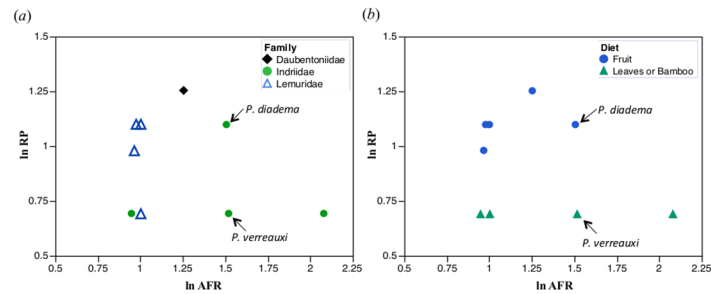 (a)
1.5
1.25
1
0.75
0.5
ln RP
Family
Daubentoniidae
Indriidae
Lemuridae
P. diadema
P. verreauxi
0.5 0.75 1 1.25 1.5 1.75 2 2.25
ln AFR
(b)
1.5
1.25
1
0.75
0.5
ln RP
Diet
Fruit
Leaves or Bamboo
P. diadema
P. verreauxi
0.5 0.75 1 1.25 1.5 1.75 2 2.25
ln AFR